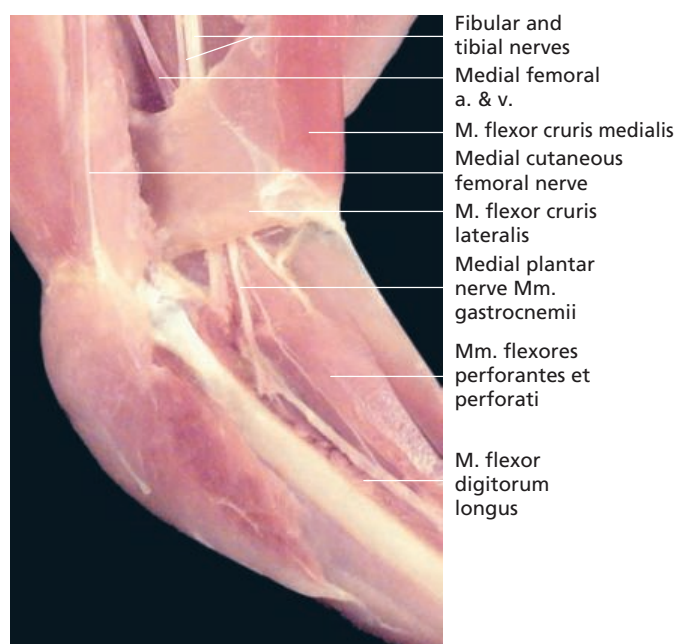 Fibular and
tibial nerves
Medial femoral
a. & v.
M. flexor cruris medialis
Medial cutaneous
femoral nerve
M. flexor cruris
lateralis
Medial plantar
nerve Mm.
gastrocnemii
Mm. flexores
perforantes et
perforati
M. flexor
digitorum
longus